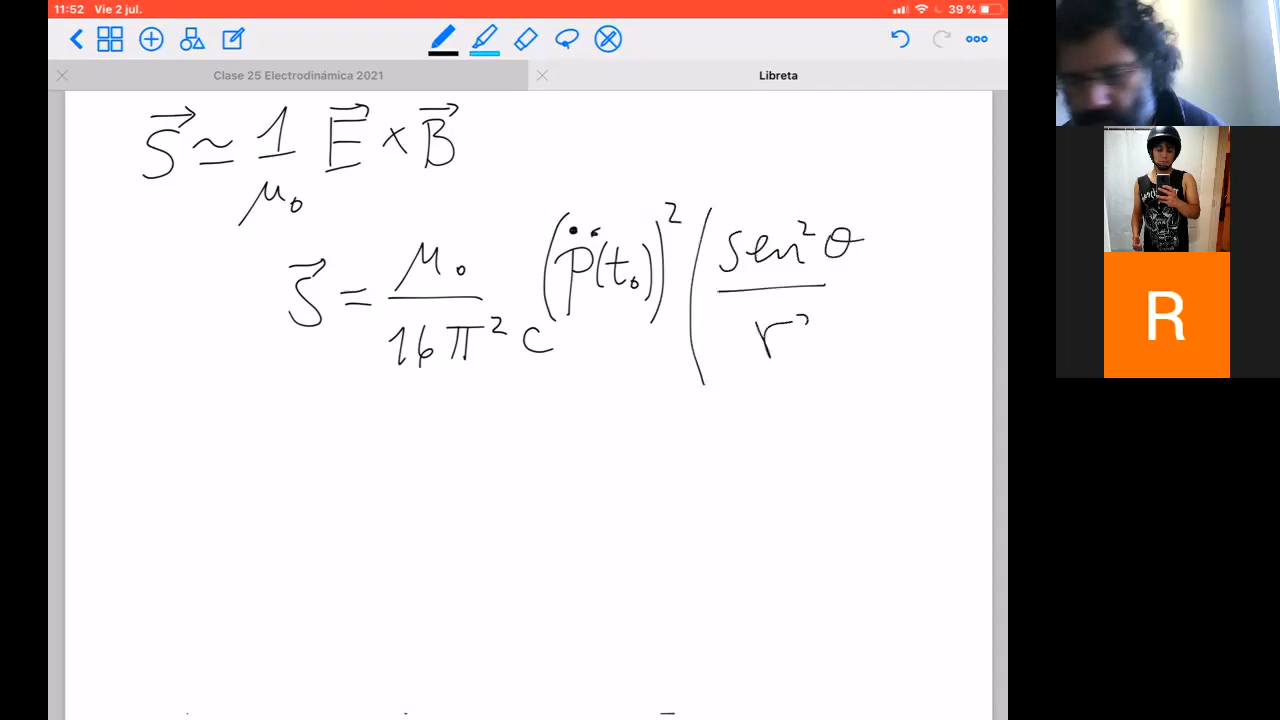 11:52 Vie 2 jul. 39 %
Clase 25 Electrodinámica 2021 Libreta
S⃗ ≃ 1/μ₀ E⃗ × B⃗
S⃗ = μ₀/(16π²c) (p̈(t₀))² (sen²θ/r²
R